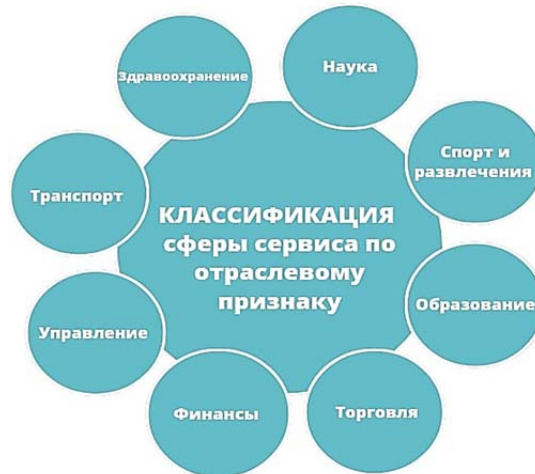 Здравоохранение
Наука
Спорт и
развлечения
Транспорт
КЛАССИФИКАЦИЯ
сферы сервиса по
отраслевому
признаку
Образование
Управление
Финансы
Торговля